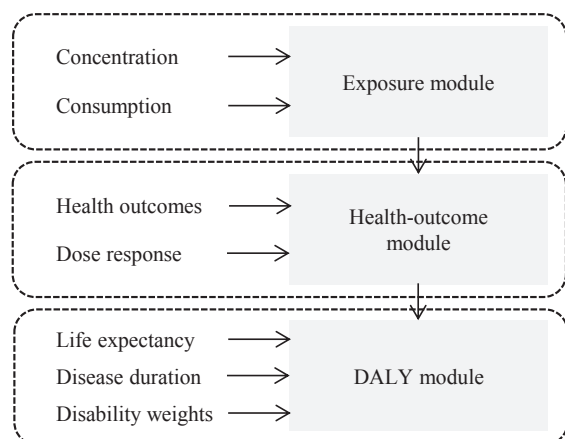 Concentration
Consumption
Exposure module
Health outcomes
Dose response
Health-outcome
module
Life expectancy
Disease duration
Disability weights
DALY module